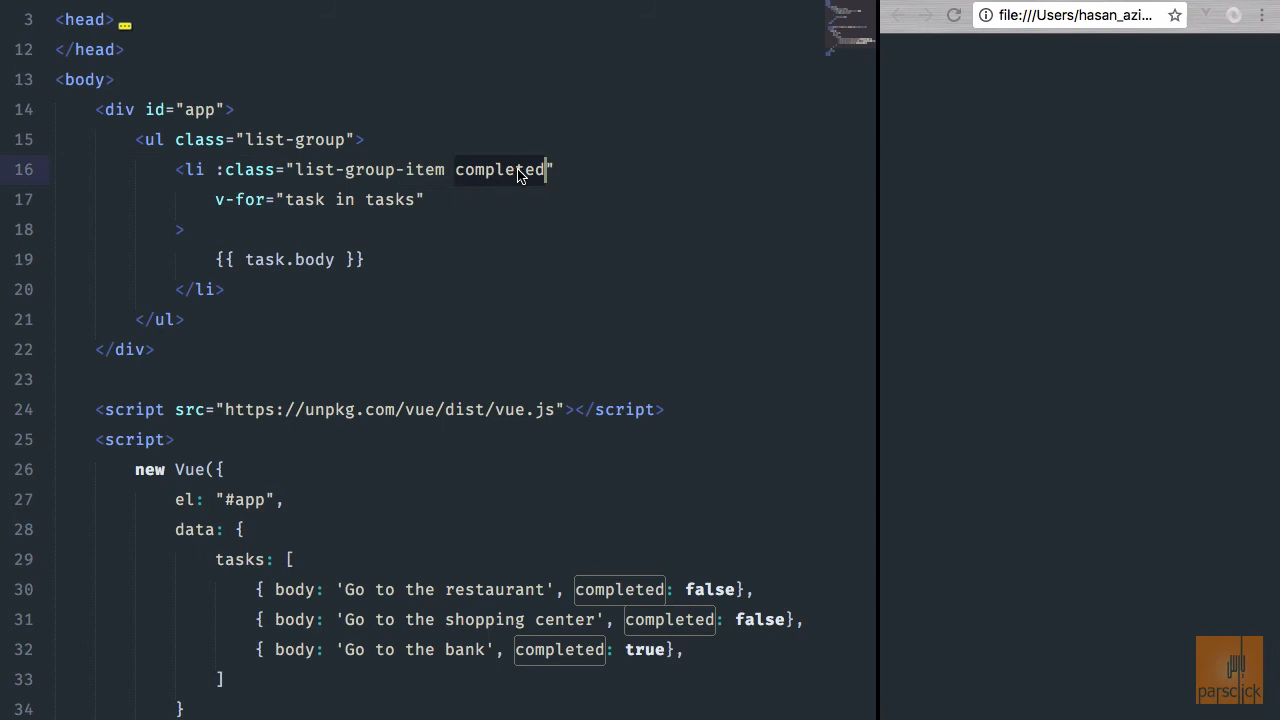 3 <head>
12 </head>
13 <body>
14 <div id="app">
15 <ul class="list-group">
16 <li :class="list-group-item completed"
17 v-for="task in tasks"
18 >
19 {{ task.body }}
20 </li>
21 </ul>
22 </div>
23
24 <script src="https://unpkg.com/vue/dist/vue.js"></script>
25 <script>
26 new Vue({
27 el: "#app",
28 data: {
29 tasks: [
30 { body: 'Go to the restaurant', completed: false},
31 { body: 'Go to the shopping center', completed: false},
32 { body: 'Go to the bank', completed: true},
33 ]
34 }
file:///Users/hasan_azi...
parsclick